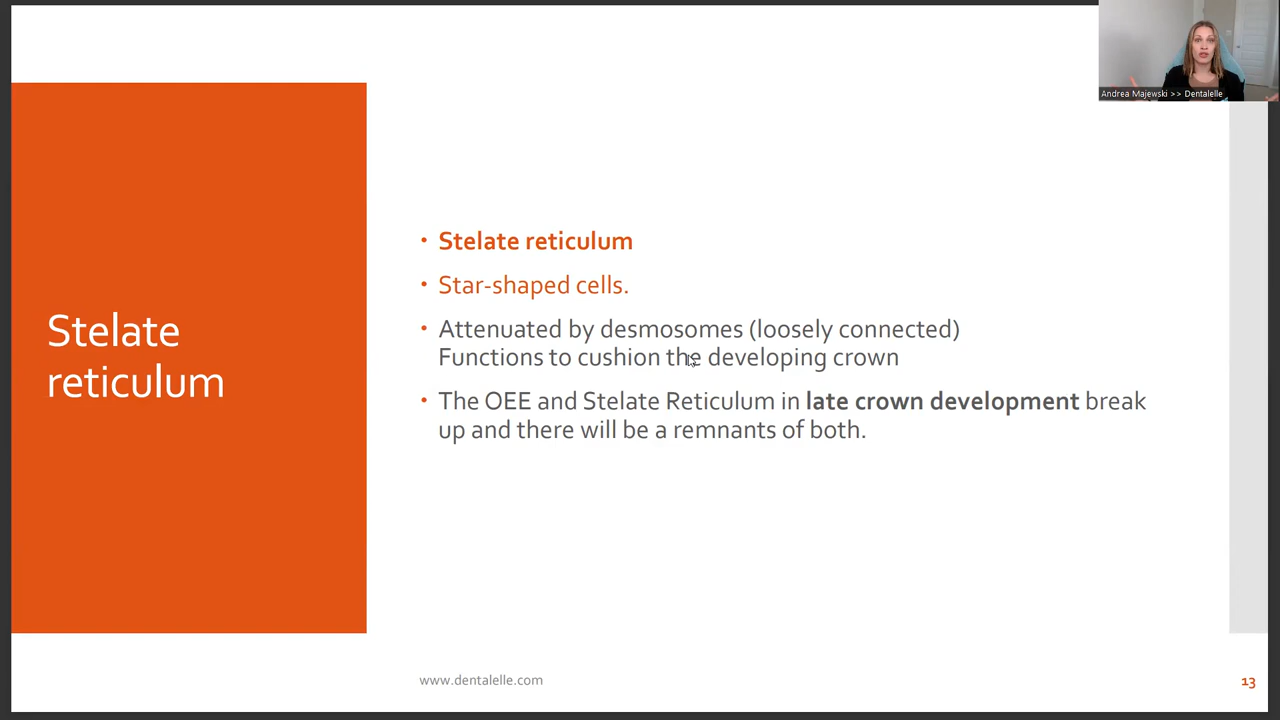 Andrea Majewski >> Dentalelle
Stelate
reticulum
• Stelate reticulum
• Star-shaped cells.
• Attenuated by desmosomes (loosely connected)
Functions to cushion the developing crown
• The OEE and Stelate Reticulum in late crown development break
up and there will be a remnants of both.
www.dentalelle.com
13